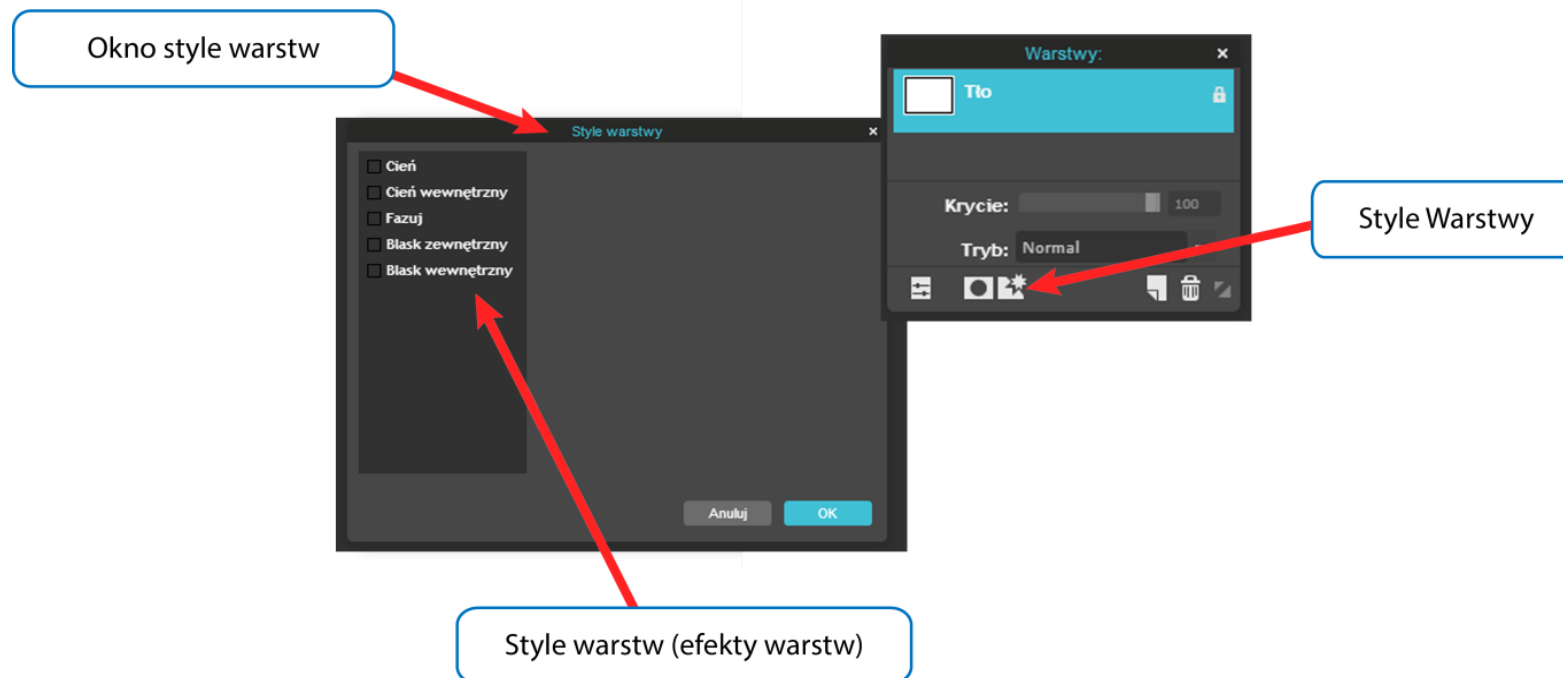 Okno style warstw
Warstwy:
Tło
Style warstwy
Cień
Cień wewnętrzny
Fazuj
Blask zewnętrzny
Blask wewnętrzny
Krycie: 100
Tryb: Normal
Style Warstwy
Anuluj OK
Style warstw (efekty warstw)